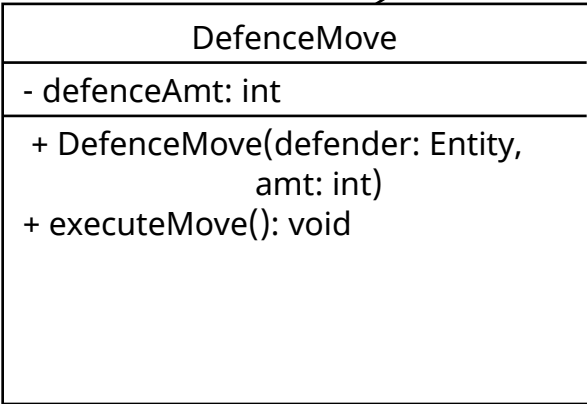 DefenceMove
- defenceAmt: int
+ DefenceMove(defender: Entity,
amt: int)
+ executeMove(): void